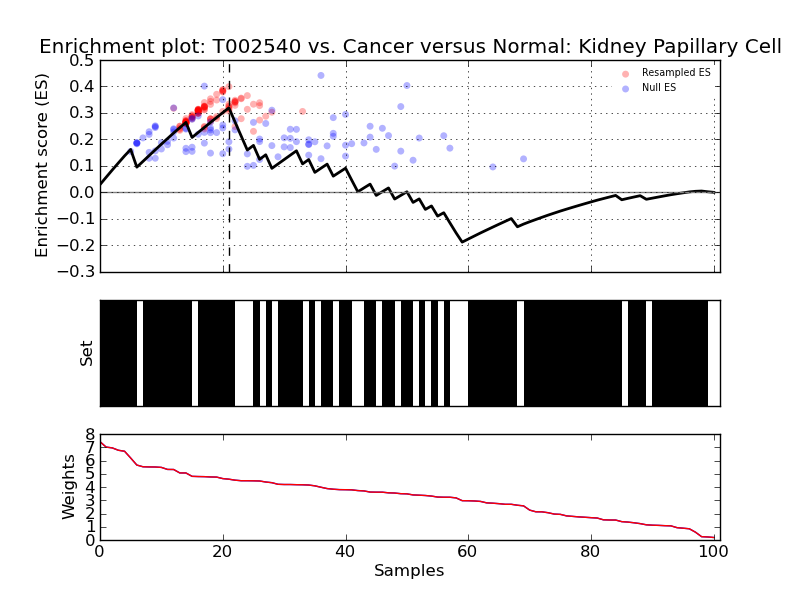 Enrichment plot: T002540 vs. Cancer versus Normal: Kidney Papillary Cell
Enrichment score (ES)
0.5
0.4
0.3
0.2
0.1
0.0
−0.1
−0.2
−0.3
Resampled ES
Null ES
Set
Weights
8
7
6
5
4
3
2
1
0
0 20 40 60 80 100
Samples